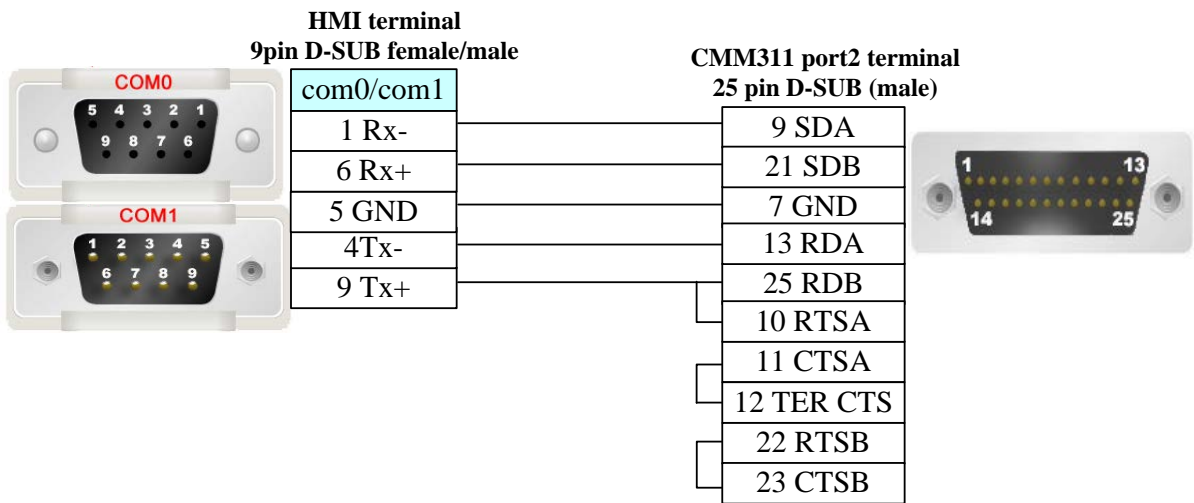 HMI terminal
9pin D-SUB female/male
COM0
5 4 3 2 1
9 8 7 6
COM1
1 2 3 4 5
6 7 8 9
com0/com1
1 Rx-
6 Rx+
5 GND
4Tx-
9 Tx+
CMM311 port2 terminal
25 pin D-SUB (male)
9 SDA
21 SDB
7 GND
13 RDA
25 RDB
10 RTSA
11 CTSA
12 TER CTS
22 RTSB
23 CTSB
1 13
14 25